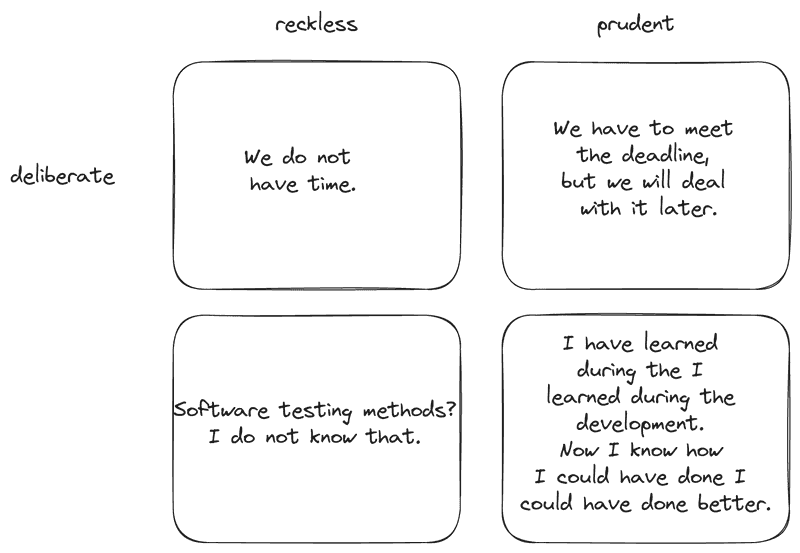 reckless
prudent
deliberate
We do not
have time.
We have to meet
the deadline,
but we will deal
with it later.
Software testing methods?
I do not know that.
I have learned
during the I
learned during the
development.
Now I know how
I could have done I
could have done better.